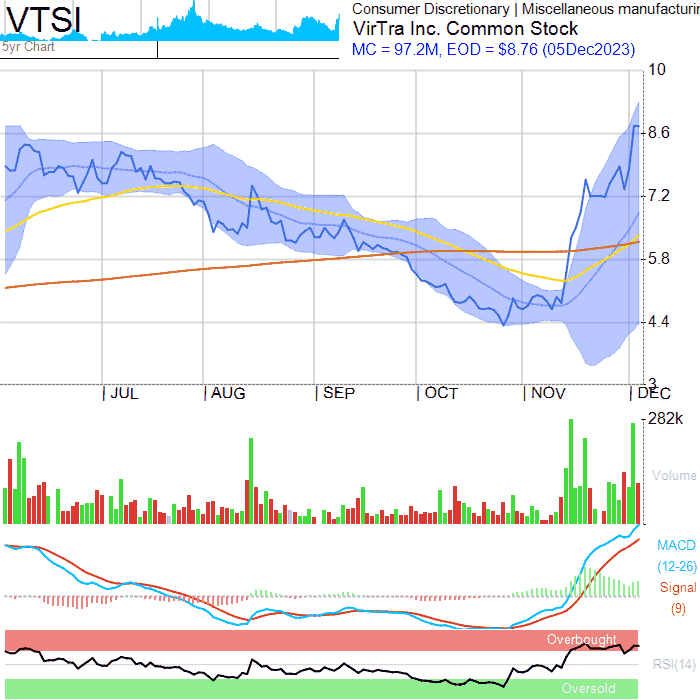 VTSI
5yr Chart
Consumer Discretionary | Miscellaneous manufacturin
VirTra Inc. Common Stock
MC = 97.2M, EOD = $8.76 (05Dec2023)
10
8.6
7.2
5.8
4.4
3
JUL AUG SEP OCT NOV DEC
282k
Volume
MACD
(12-26)
Signal
(9)
Overbought
RSI(14)
Oversold